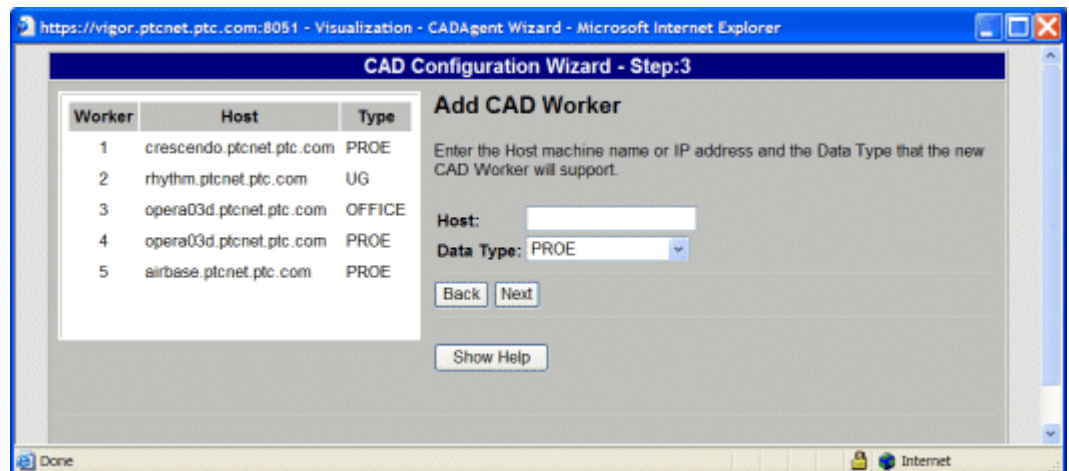 https://vigor.ptcnet.ptc.com:8051 - Visualization - CADAgent Wizard - Microsoft Internet Explorer
CAD Configuration Wizard - Step:3
Worker Host Type
1 crescendo.ptcnet.ptc.com PROE
2 rhythm.ptcnet.ptc.com UG
3 opera03d.ptcnet.ptc.com OFFICE
4 opera03d.ptcnet.ptc.com PROE
5 airbase.ptcnet.ptc.com PROE
Add CAD Worker
Enter the Host machine name or IP address and the Data Type that the new
CAD Worker will support.
Host:
Data Type: PROE
Back Next
Show Help
Done Internet